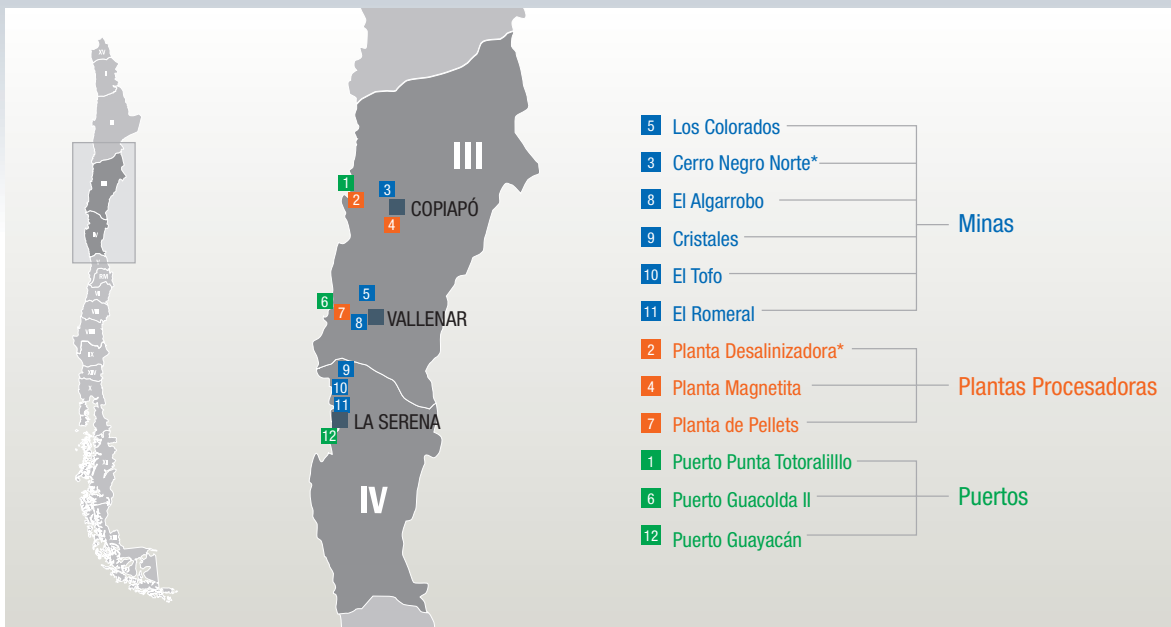 XV
III
1
3
2
COPIAPÓ
4
6
5
7
8
VALLENAR
9
10
11
LA SERENA
12
IV
5 Los Colorados
3 Cerro Negro Norte*
8 El Algarrobo
9 Cristales
10 El Tofo
11 El Romeral
Minas
2 Planta Desalinizadora*
4 Planta Magnetita
7 Planta de Pellets
Plantas Procesadoras
1 Puerto Punta Totoralilllo
6 Puerto Guacolda II
12 Puerto Guayacán
Puertos